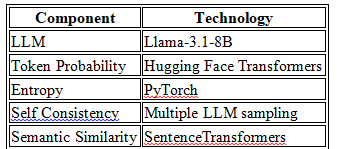 Component Technology
LLM Llama-3.1-8B
Token Probability Hugging Face Transformers
Entropy PyTorch
Self Consistency Multiple LLM sampling
Semantic Similarity SentenceTransformers